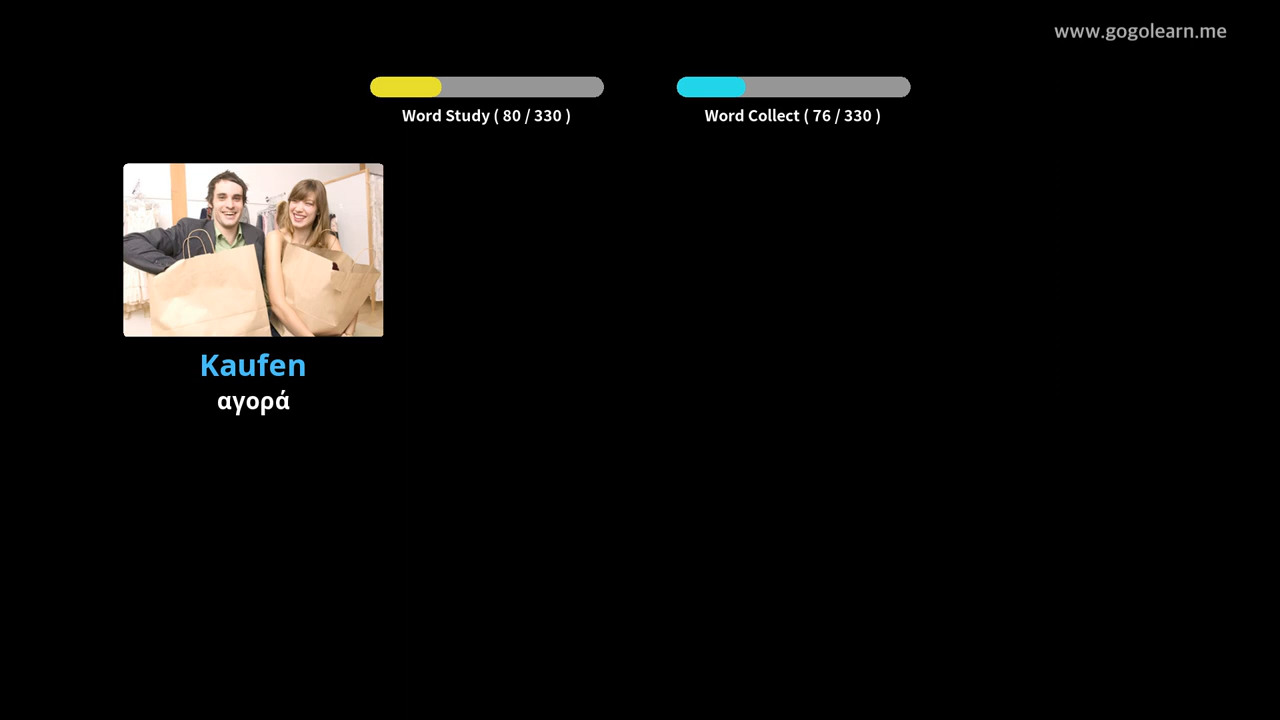 www.gogolearn.me
Word Study ( 80 / 330 )
Word Collect ( 76 / 330 )
Kaufen
αγορά